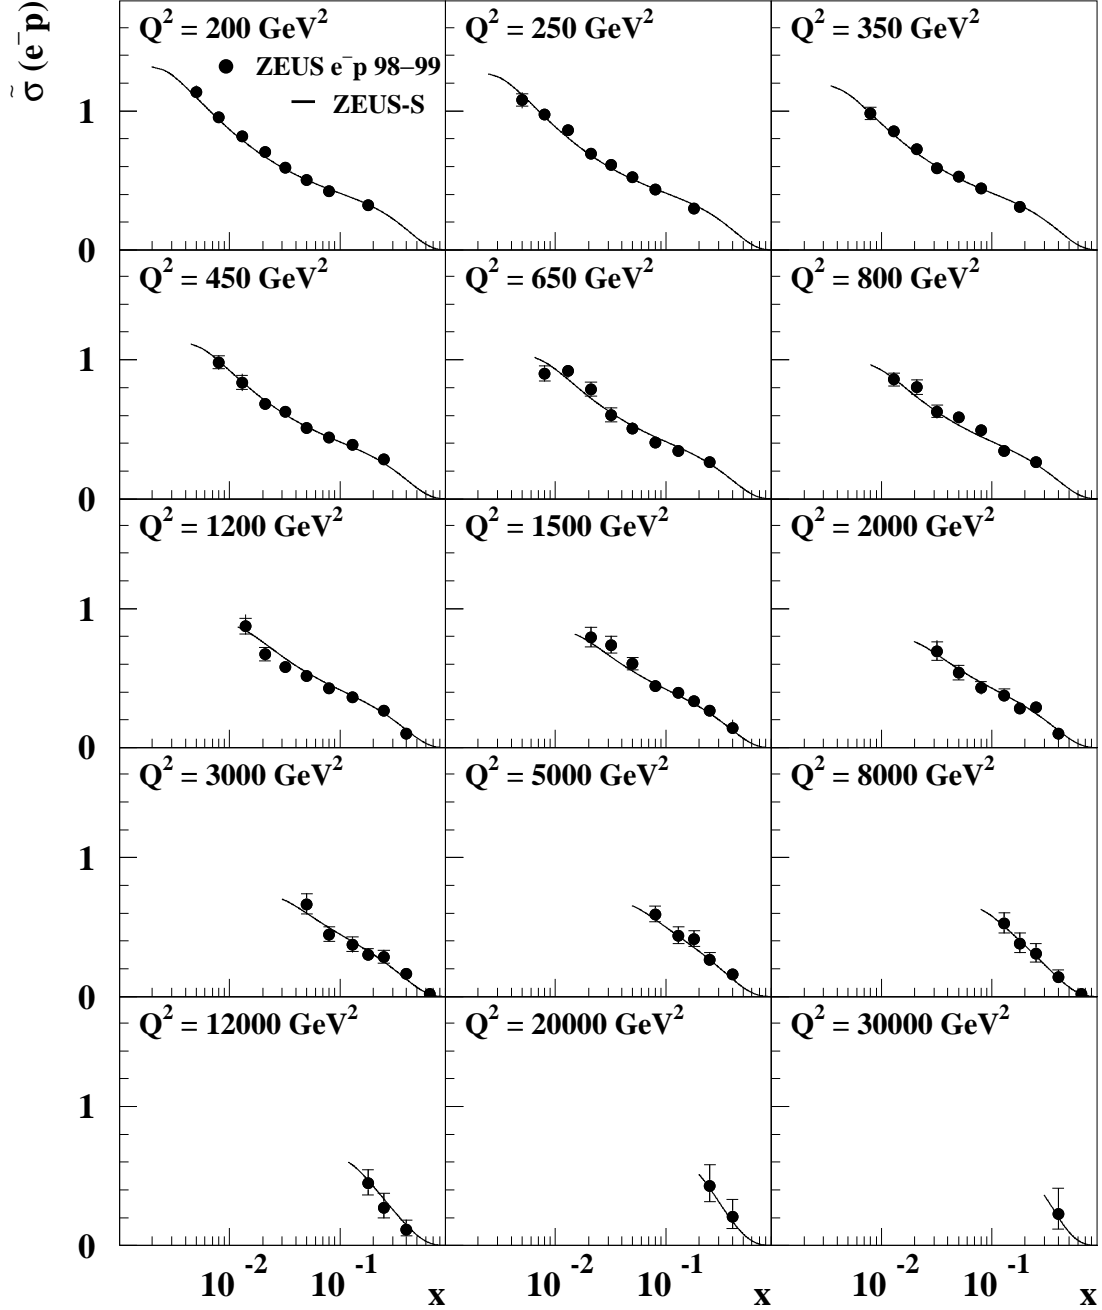 σ̃ (e⁻p)
Q² = 200 GeV² Q² = 250 GeV² Q² = 350 GeV²
ZEUS e⁻p 98–99
ZEUS-S
1
0
Q² = 450 GeV² Q² = 650 GeV² Q² = 800 GeV²
1
0
Q² = 1200 GeV² Q² = 1500 GeV² Q² = 2000 GeV²
1
0
Q² = 3000 GeV² Q² = 5000 GeV² Q² = 8000 GeV²
1
0
Q² = 12000 GeV² Q² = 20000 GeV² Q² = 30000 GeV²
1
0
10⁻² 10⁻¹ x 10⁻² 10⁻¹ x 10⁻² 10⁻¹ x